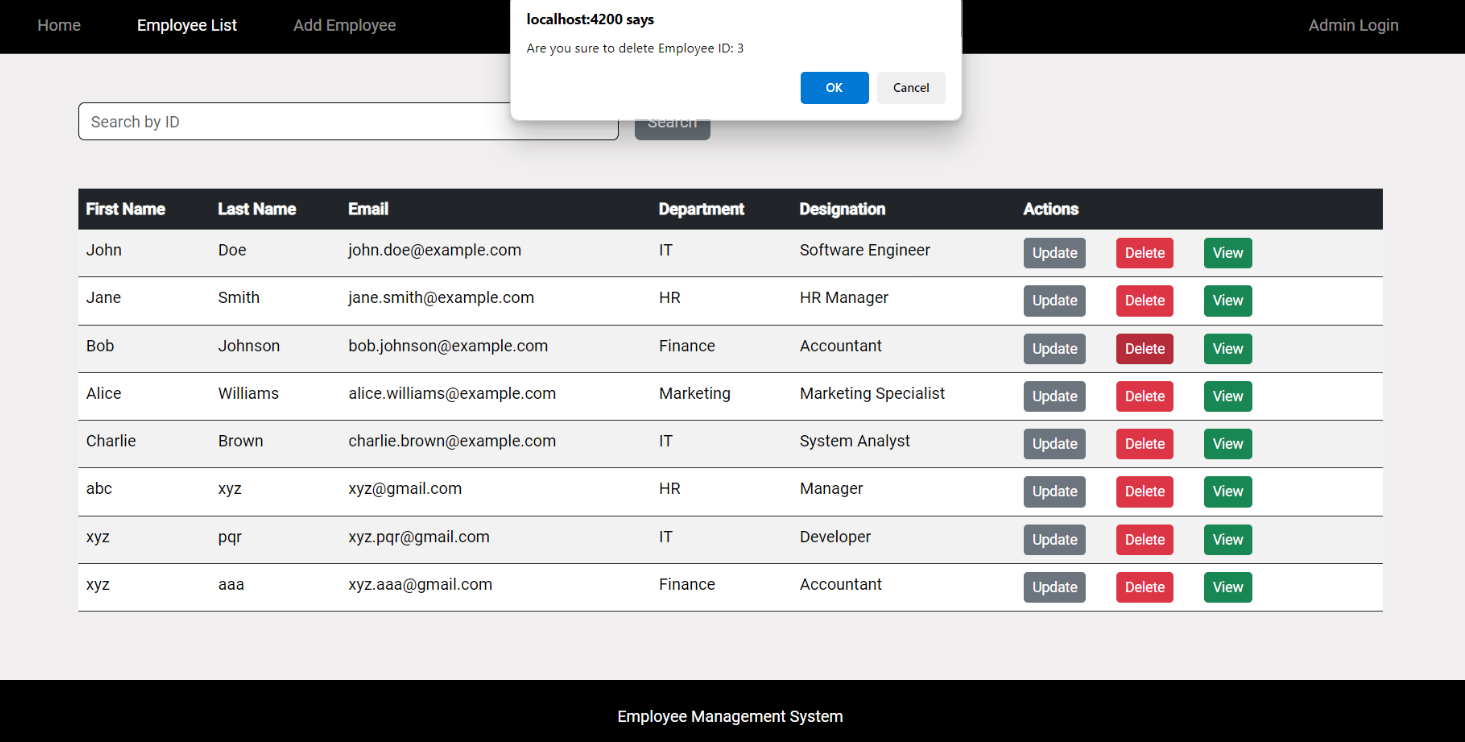 Home Employee List Add Employee Admin Login
localhost:4200 says
Are you sure to delete Employee ID: 3
OK Cancel
Search by ID Search
First Name Last Name Email Department Designation Actions
John Doe john.doe@example.com IT Software Engineer Update Delete View
Jane Smith jane.smith@example.com HR HR Manager Update Delete View
Bob Johnson bob.johnson@example.com Finance Accountant Update Delete View
Alice Williams alice.williams@example.com Marketing Marketing Specialist Update Delete View
Charlie Brown charlie.brown@example.com IT System Analyst Update Delete View
abc xyz xyz@gmail.com HR Manager Update Delete View
xyz pqr xyz.pqr@gmail.com IT Developer Update Delete View
xyz aaa xyz.aaa@gmail.com Finance Accountant Update Delete View
Employee Management System